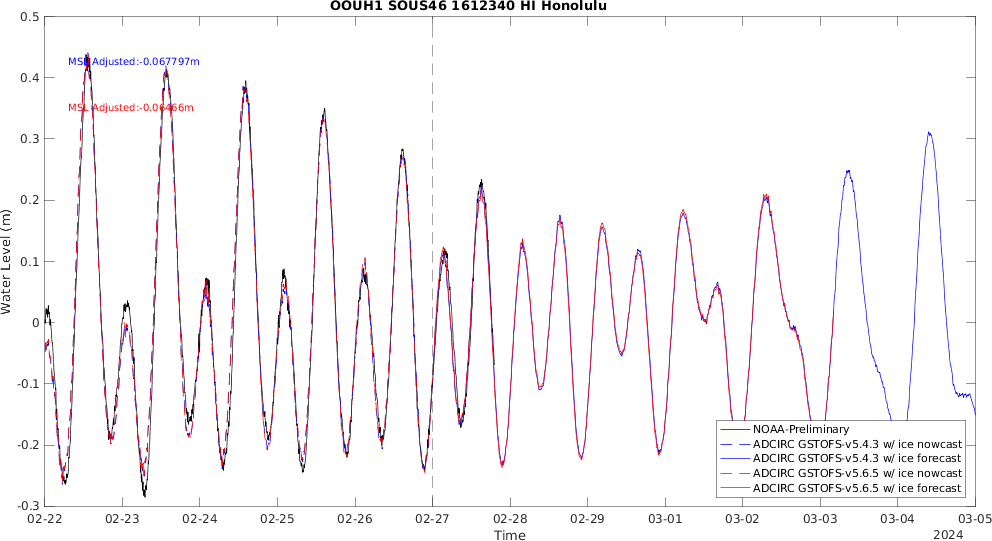 OOUH1 SOUS46 1612340 HI Honolulu
0.5
0.4
0.3
0.2
0.1
0
-0.1
-0.2
-0.3
Water Level (m)
MSL Adjusted:-0.067797m
MSL Adjusted:-0.06466m
NOAA-Preliminary
ADCIRC GSTOFS-v5.4.3 w/ ice nowcast
ADCIRC GSTOFS-v5.4.3 w/ ice forecast
ADCIRC GSTOFS-v5.6.5 w/ ice nowcast
ADCIRC GSTOFS-v5.6.5 w/ ice forecast
02-22 02-23 02-24 02-25 02-26 02-27 02-28 02-29 03-01 03-02 03-03 03-04 03-05
Time
2024